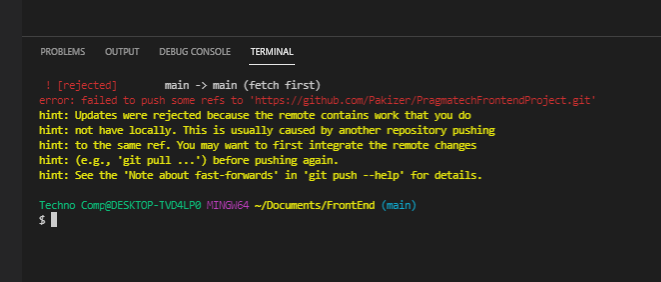 PROBLEMS OUTPUT DEBUG CONSOLE TERMINAL
! [rejected] main -> main (fetch first)
error: failed to push some refs to 'https://github.com/Pakizer/PragmatechFrontendProject.git'
hint: Updates were rejected because the remote contains work that you do
hint: not have locally. This is usually caused by another repository pushing
hint: to the same ref. You may want to first integrate the remote changes
hint: (e.g., 'git pull ...') before pushing again.
hint: See the 'Note about fast-forwards' in 'git push --help' for details.
Techno Comp@DESKTOP-TVD4LP0 MINGW64 ~/Documents/FrontEnd (main)
$